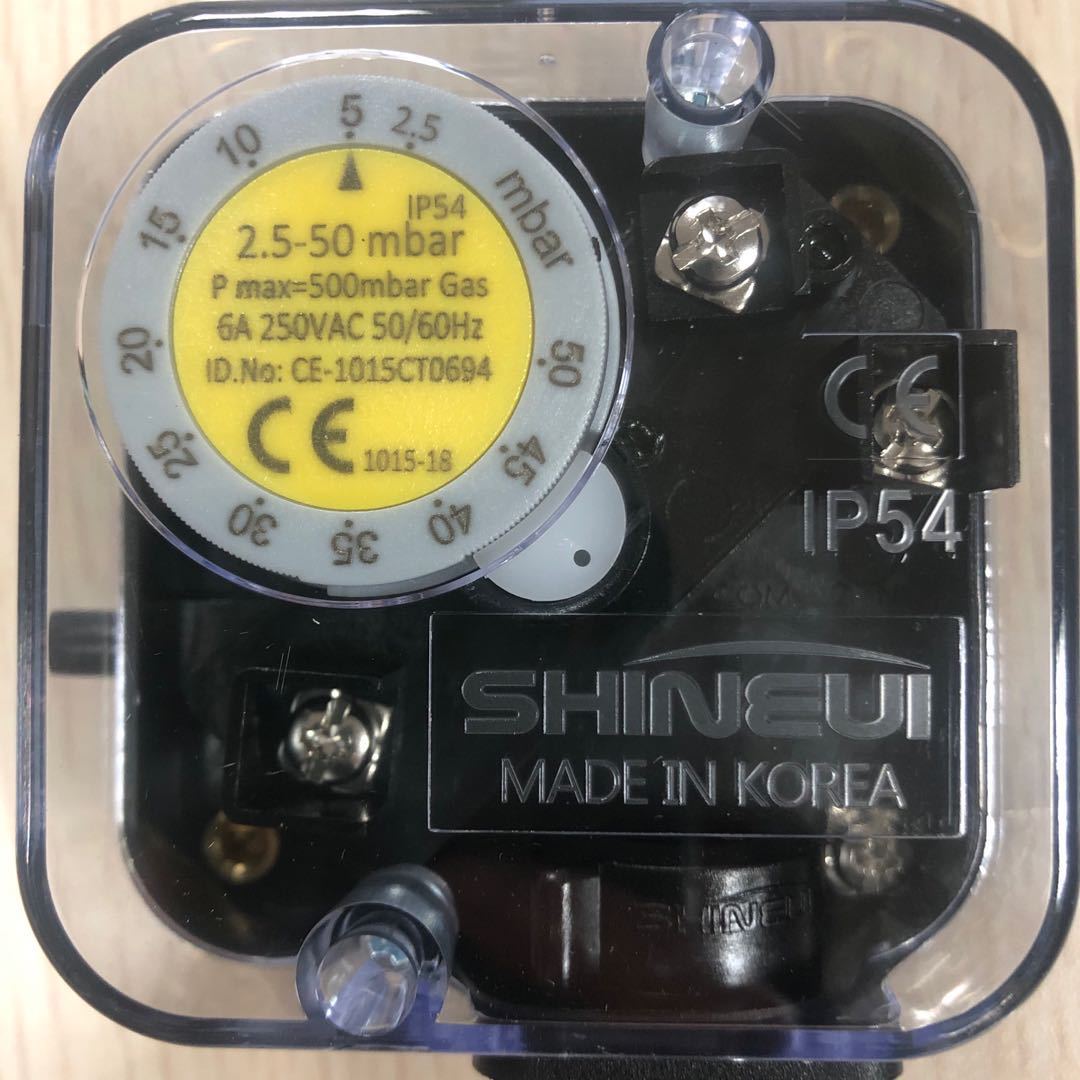 5
2.5
mbar
50
45
40
35
30
25
20
15
10
IP54
2.5-50 mbar
P max=500mbar Gas
6A 250VAC 50/60Hz
ID.No: CE-1015CT0694
CE 1015-18
CE
IP54
COM
SHINEUI
MADE IN KOREA
SHINEUI